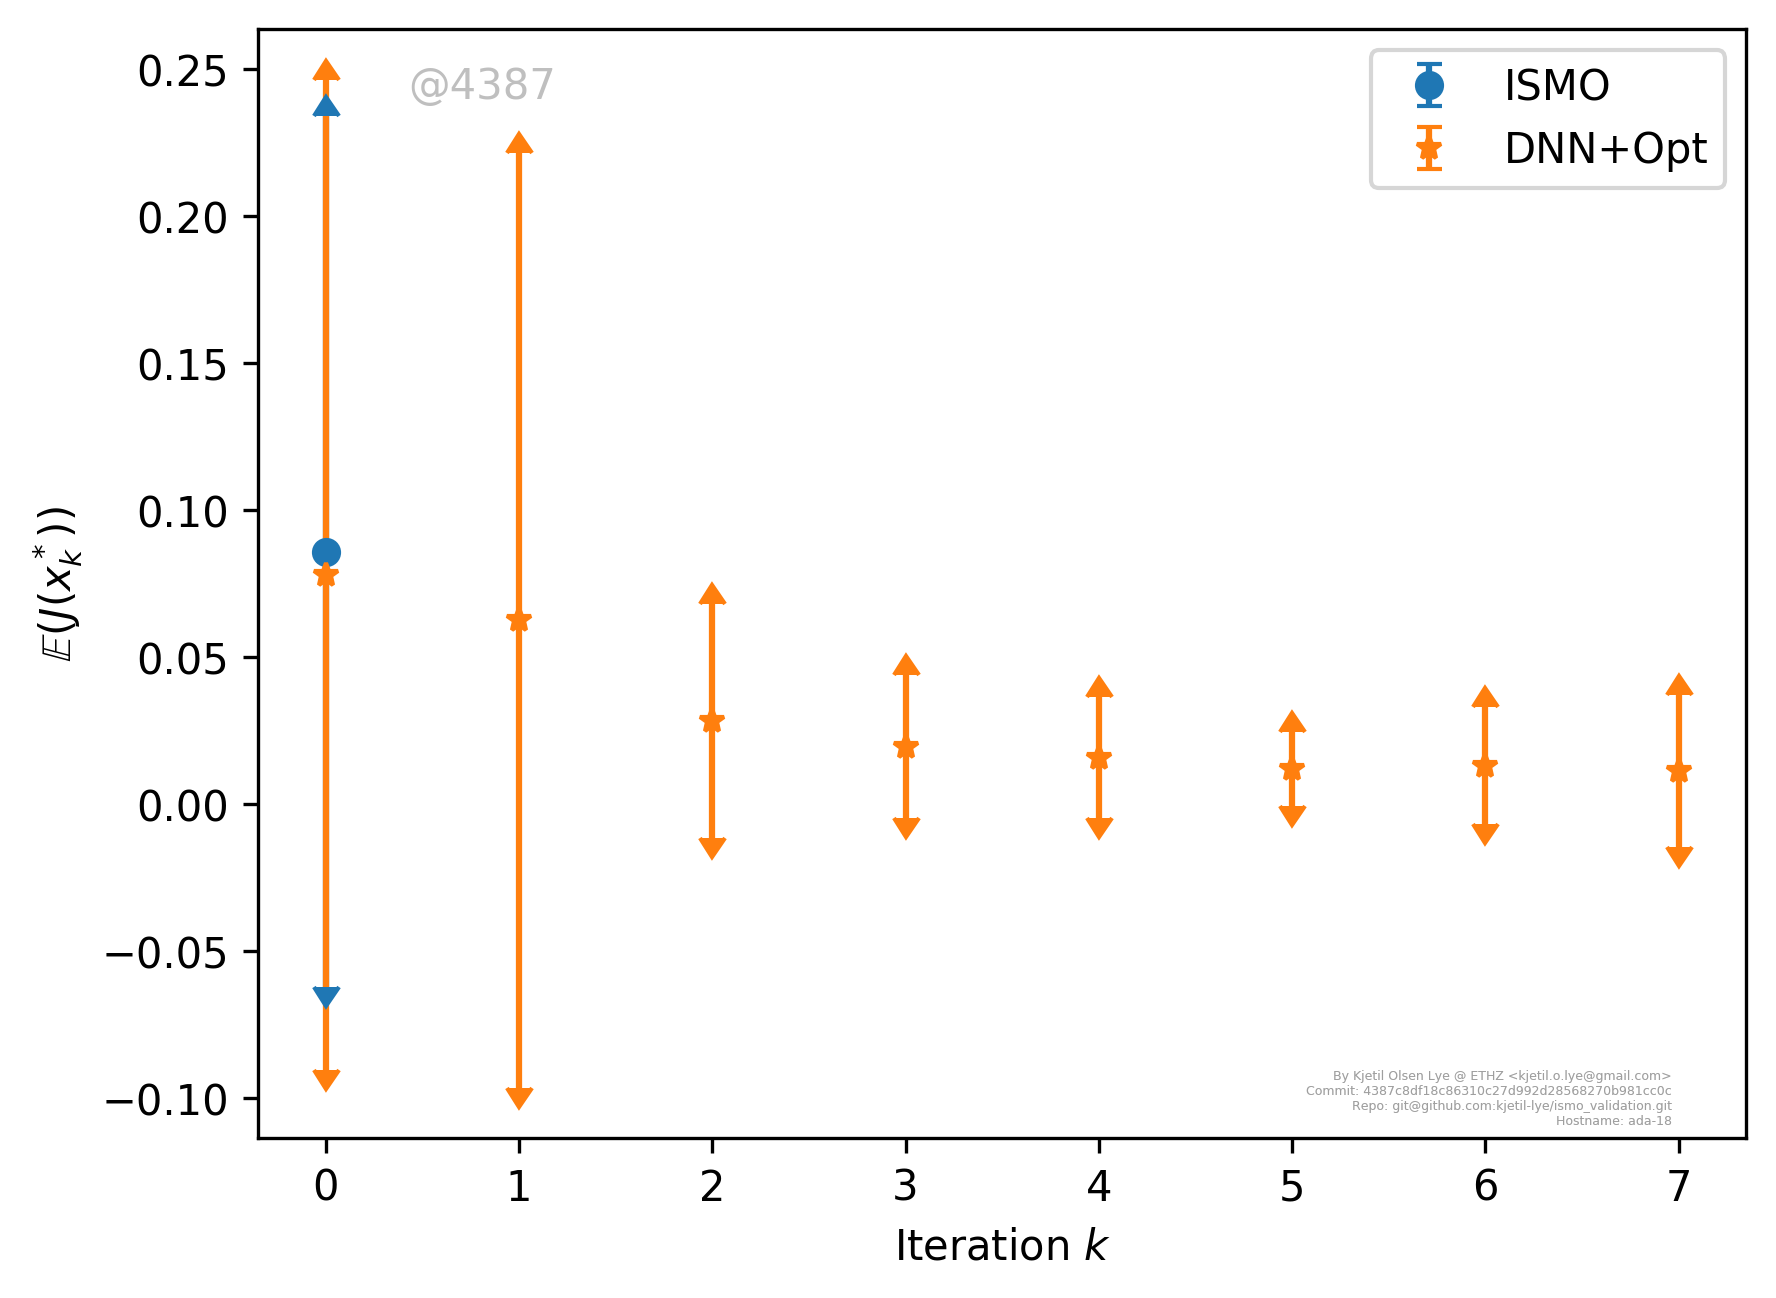 @4387
ISMO
DNN+Opt
0.25
0.20
0.15
0.10
0.05
0.00
−0.05
−0.10
𝔼(J(x*k))
By Kjetil Olsen Lye @ ETHZ <kjetil.o.lye@gmail.com>
Commit: 4387c8df18c86310c27d992d28568270b981cc0c
Repo: git@github.com:kjetil-lye/ismo_validation.git
Hostname: ada-18
0 1 2 3 4 5 6 7
Iteration k